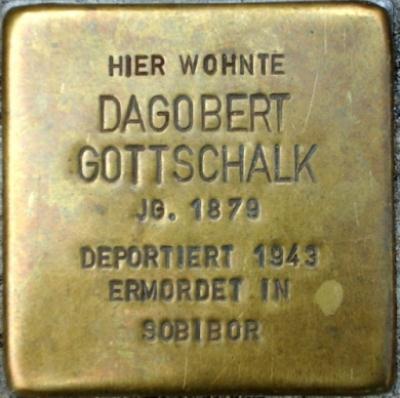 HIER WOHNTE
DAGOBERT
GOTTSCHALK
JG. 1879
DEPORTIERT 1943
ERMORDET IN
SOBIBOR